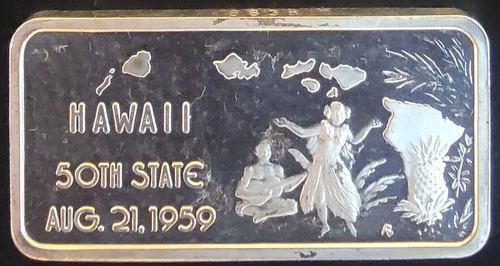 HAWAII
50TH STATE
AUG. 21, 1959